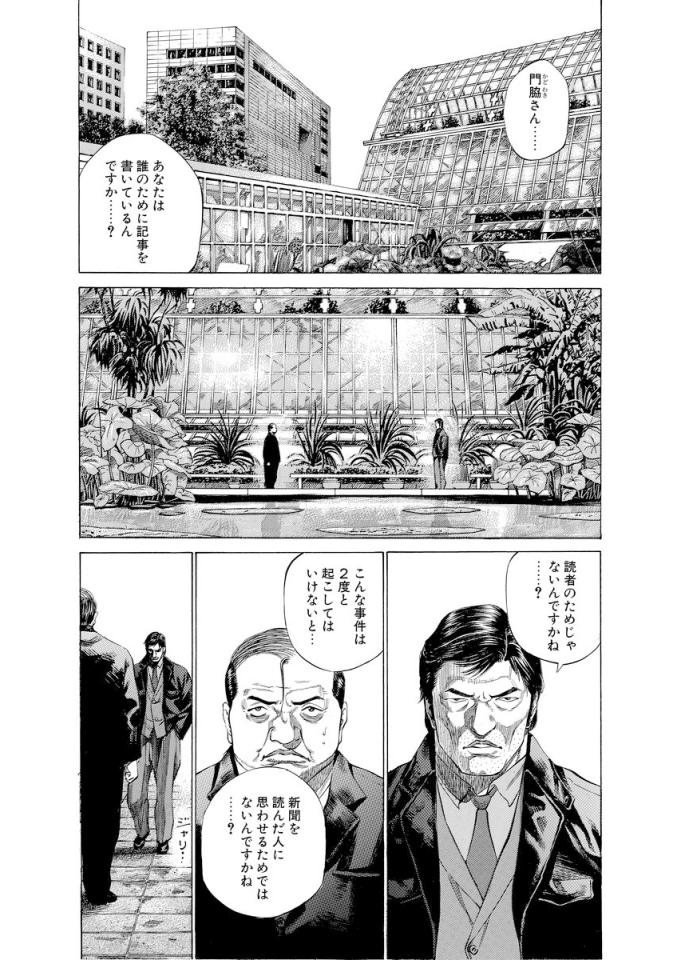 門脇さん……
かどわき
あなたは
誰のために記事を
書いているん
ですか……？
読者のためじゃ
ないんですかね
……？
こんな事件は
２度と
起こしては
いけないと…
新聞を
読んだ人に
思わせるためでは
ないんですかね
……？
ジャリ…